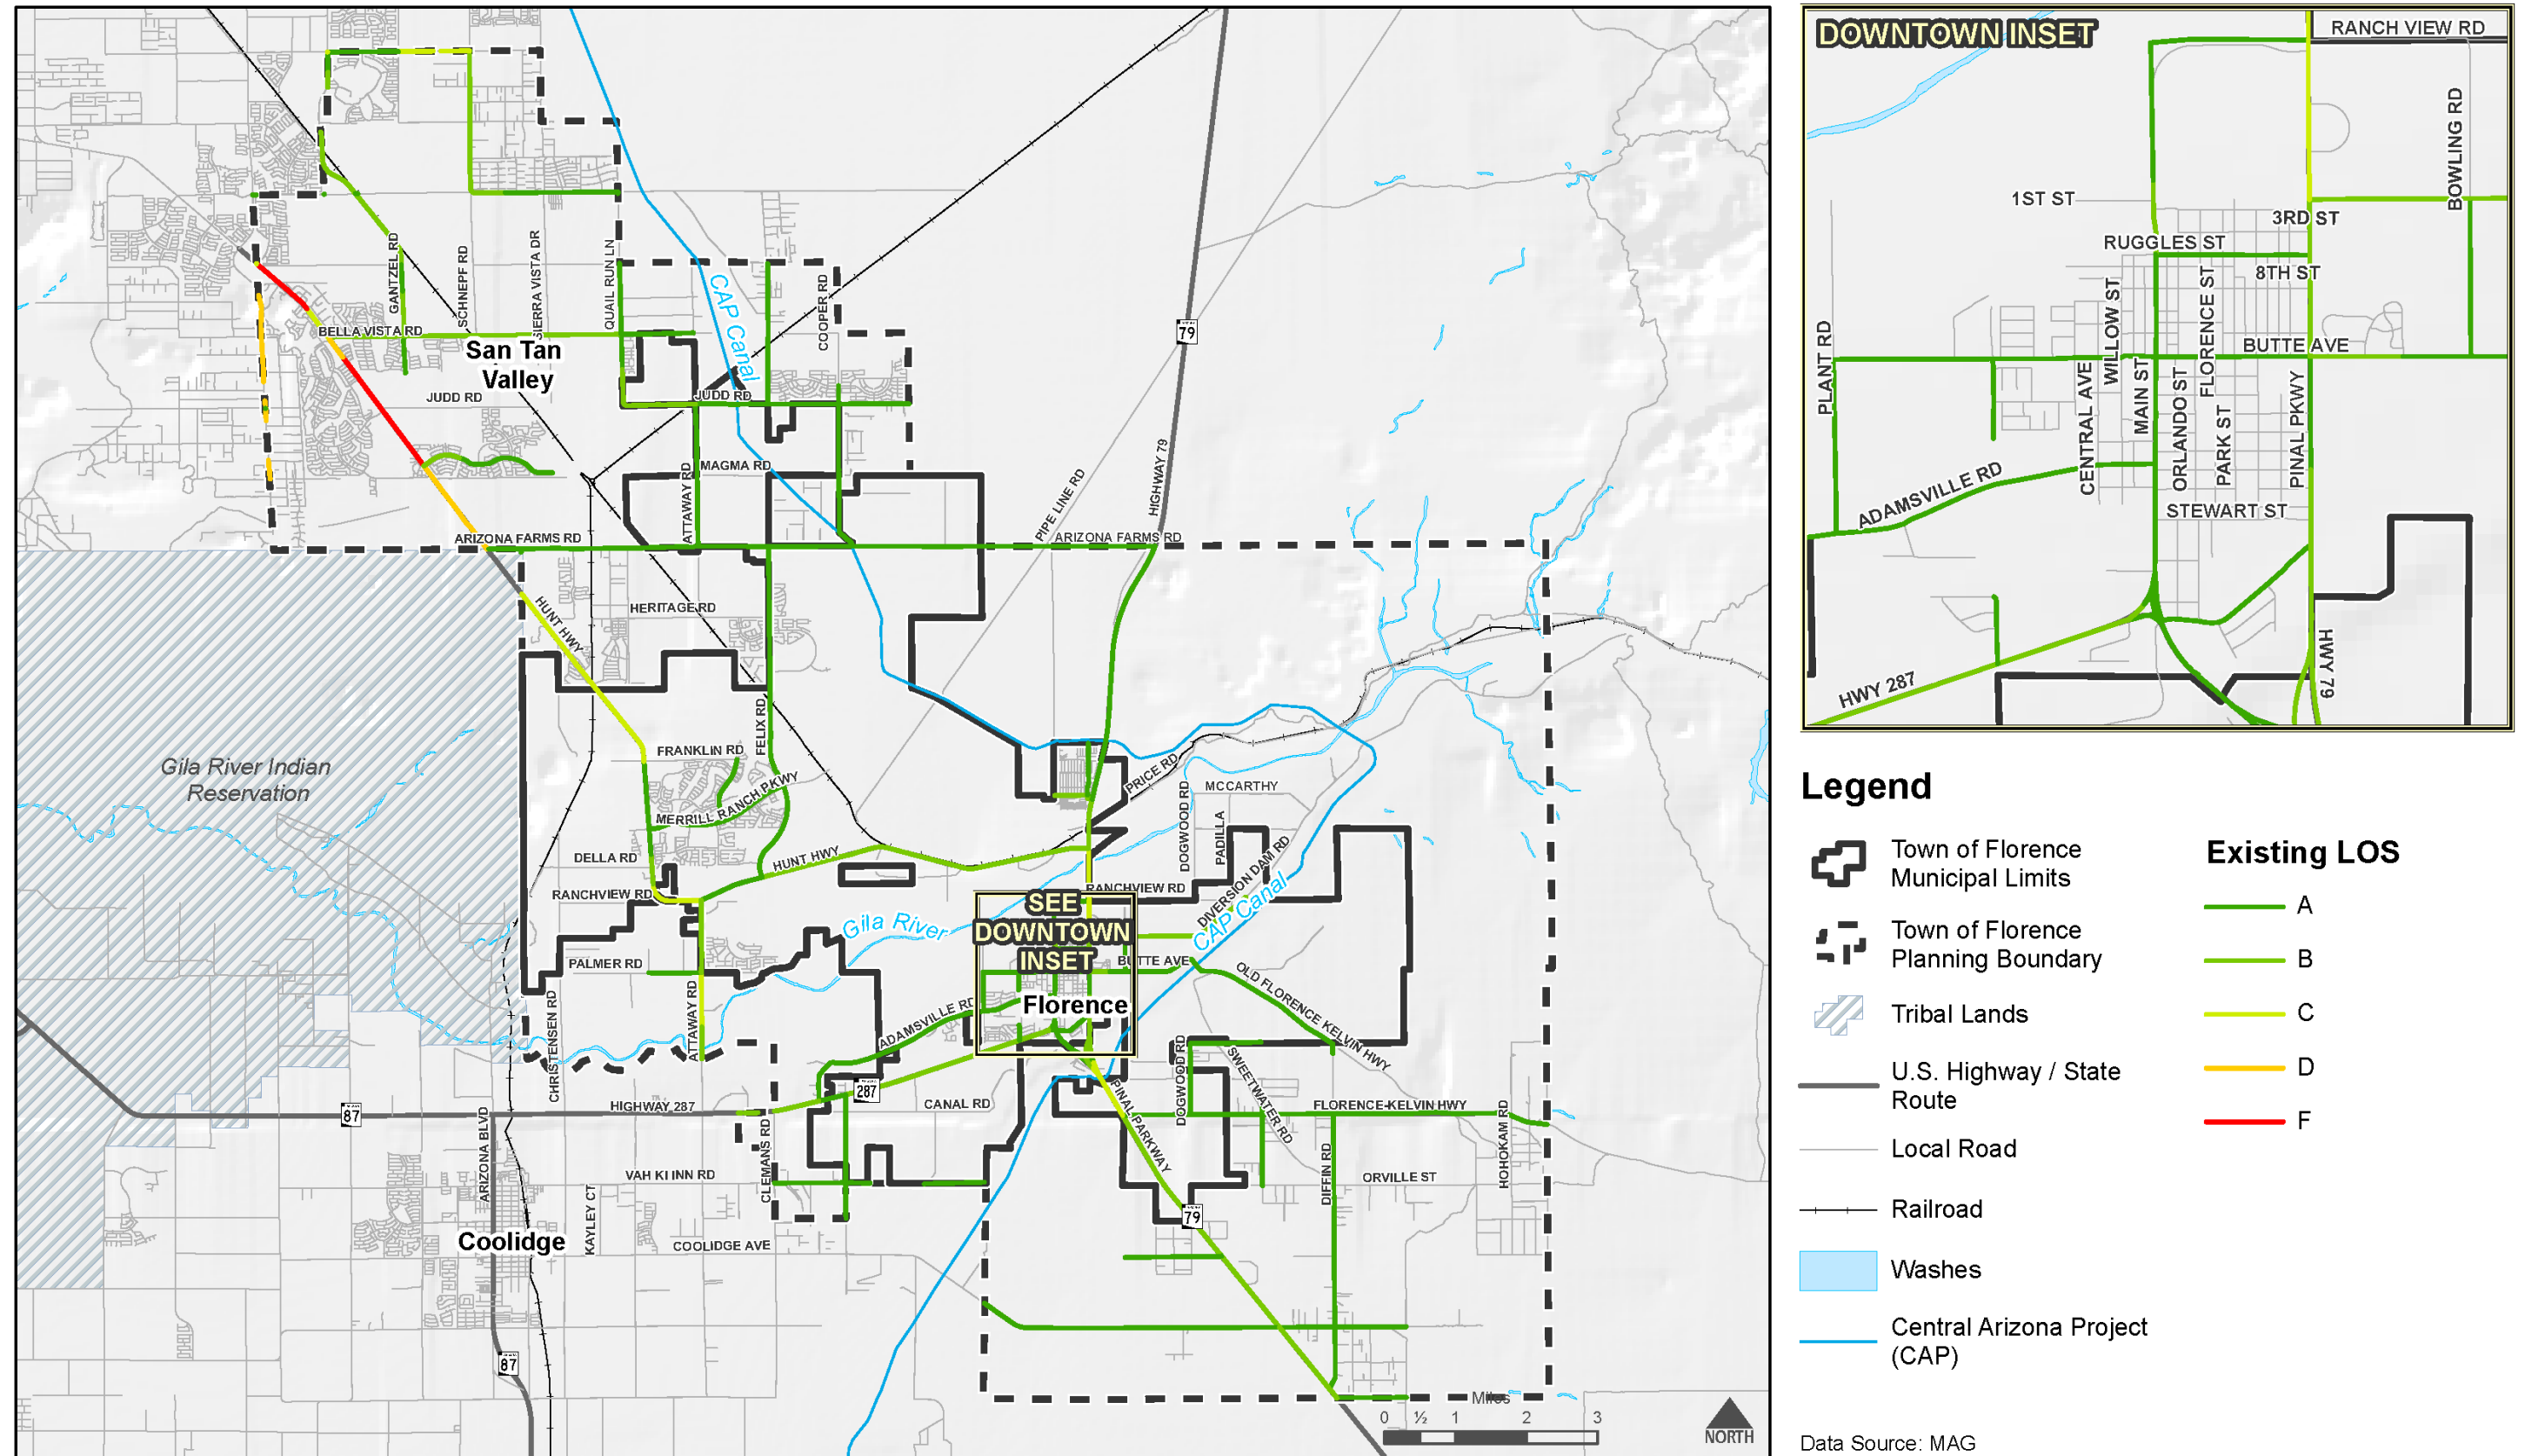 GANTZEL RD
SCHNEPF RD
SIERRA VISTA DR
QUAIL RUN LN
COOPER RD
CAP Canal
79
BELLA VISTA RD
San Tan
Valley
JUDD RD
JUDD RD
MAGMA RD
ATTAWAY RD
PIPE LINE RD
HIGHWAY 79
ARIZONA FARMS RD
ARIZONA FARMS RD
HUNT HWY
HERITAGE RD
FELIX RD
Gila River Indian
Reservation
FRANKLIN RD
MERRILL RANCH PKWY
PRICE RD
MCCARTHY
DOGWOOD RD
PADILLA
DELLA RD
HUNT HWY
DIVERSION DAM RD
RANCHVIEW RD
RANCHVIEW RD
CAP Canal
Gila River
SEE
DOWNTOWN
INSET
PALMER RD
BUTTE AVE
OLD FLORENCE KELVIN HWY
Florence
ADAMSVILLE RD
CHRISTENSEN RD
ATTAWAY RD
287
87
HIGHWAY 287
CANAL RD
PINAL PARKWAY
DOGWOOD RD
SWEETWATER RD
FLORENCE-KELVIN HWY
HOHOKAM RD
ARIZONA BLVD
CLEMANS RD
VAH KI INN RD
DIFFIN RD
ORVILLE ST
KAYLEY CT
79
Coolidge
COOLIDGE AVE
87
Miles
0 ½ 1 2 3
NORTH
DOWNTOWN INSET
RANCH VIEW RD
BOWLING RD
1ST ST
3RD ST
RUGGLES ST
8TH ST
WILLOW ST
FLORENCE ST
PLANT RD
BUTTE AVE
CENTRAL AVE
MAIN ST
ORLANDO ST
PARK ST
PINAL PKWY
ADAMSVILLE RD
STEWART ST
HWY 287
HWY 79
Legend
Town of Florence
Municipal Limits
Town of Florence
Planning Boundary
Tribal Lands
U.S. Highway / State
Route
Local Road
Railroad
Washes
Central Arizona Project
(CAP)
Existing LOS
A
B
C
D
F
Data Source: MAG